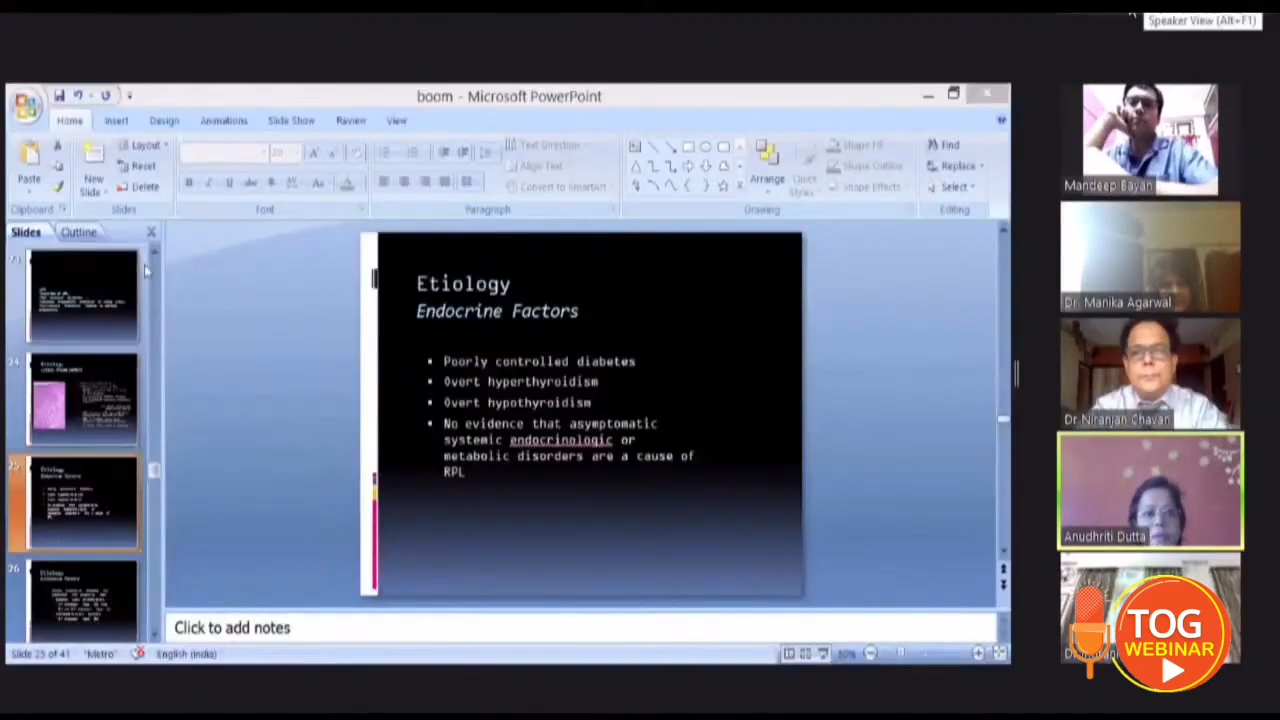 Speaker View (Alt+F1)
boom - Microsoft PowerPoint
Home Insert Design Animations Slide Show Review View
Paste
New
Slide
Layout
Reset
Delete
20
Text Direction
Align Text
Convert to SmartArt
Arrange
Quick
Styles
Shape Fill
Shape Outline
Shape Effects
Find
Replace
Select
Clipboard Slides Font Paragraph Drawing Editing
Slides Outline
24
25
26
Etiology
Endocrine Factors
Poorly controlled diabetes
Overt hyperthyroidism
Overt hypothyroidism
No evidence that asymptomatic
systemic endocrinologic or
metabolic disorders are a cause of
RPL
Click to add notes
Slide 25 of 41 "Metro" English (India)
Mandeep Bayan
Dr. Manika Agarwal
Dr Niranjan Chavan
Anudhriti Dutta
TOG
WEBINAR